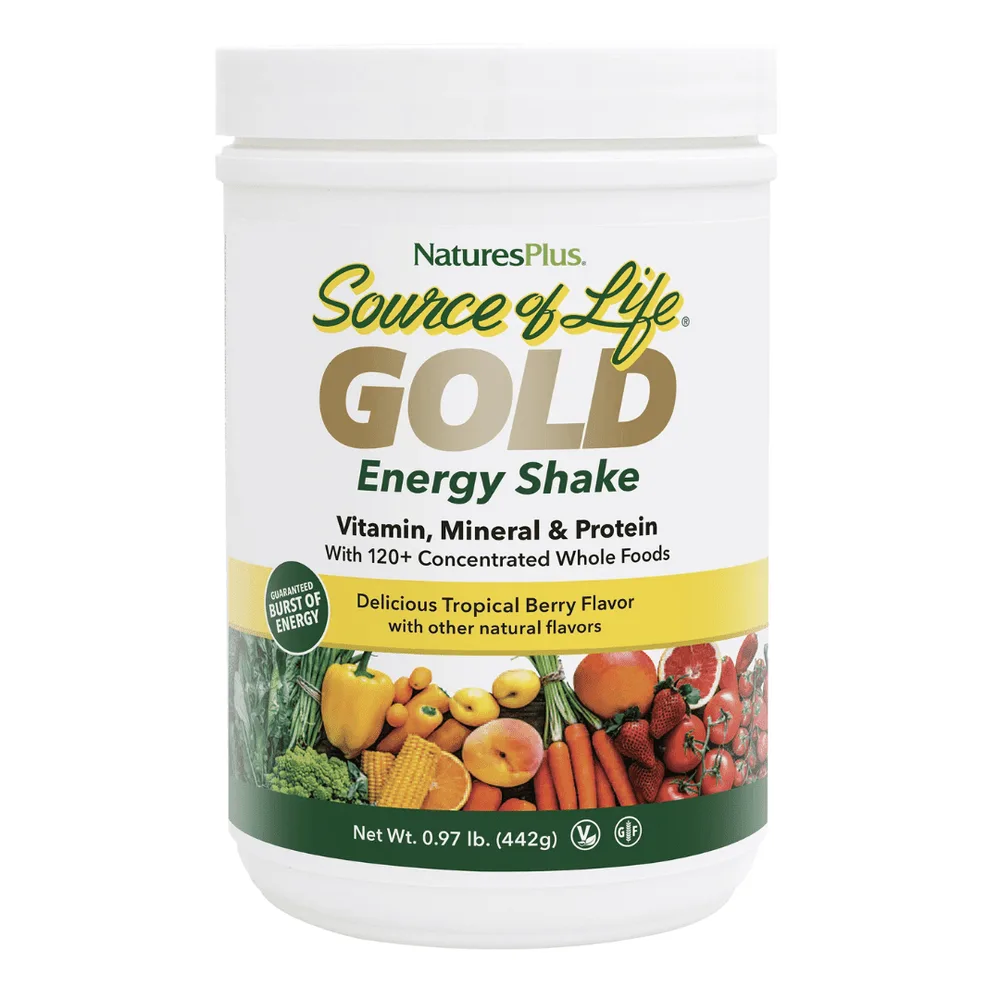 NaturesPlus.
Source of Life®
GOLD
Energy Shake
Vitamin, Mineral & Protein
With 120+ Concentrated Whole Foods
GUARANTEED
BURST OF
ENERGY
Delicious Tropical Berry Flavor
with other natural flavors
Net Wt. 0.97 lb. (442g)
V
G F